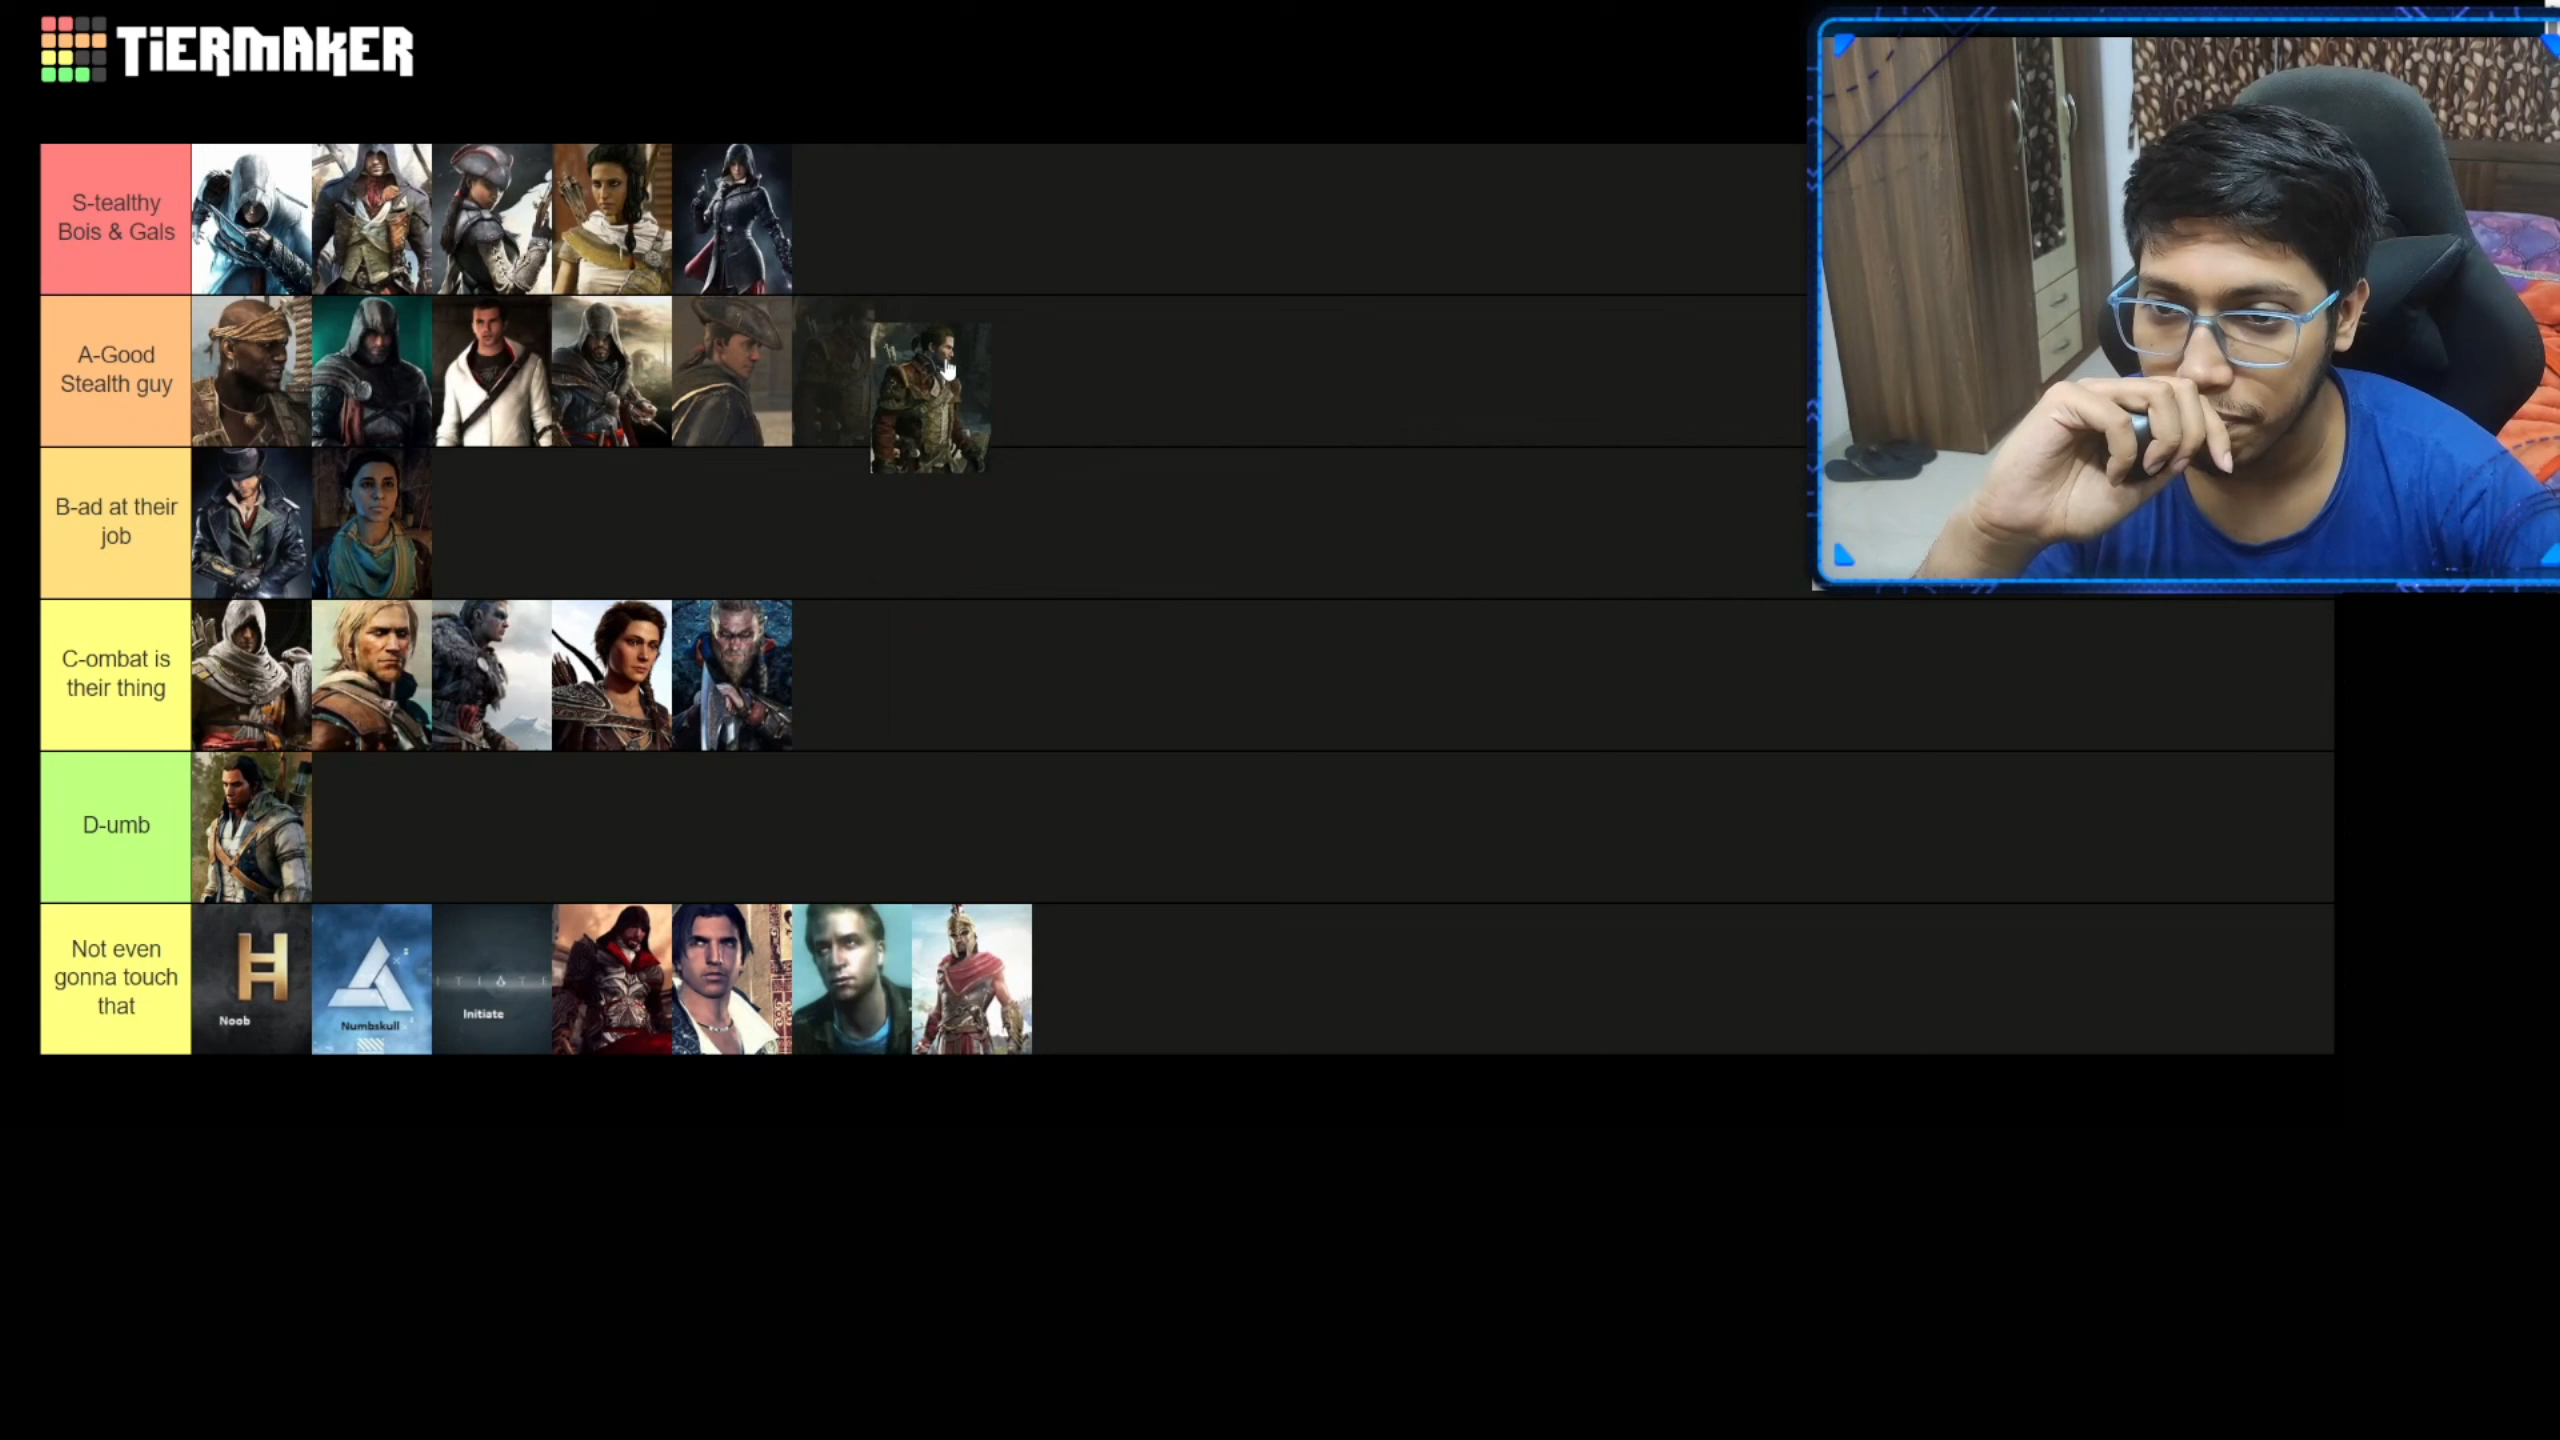 TiERMAKER
S-tealthy
Bois & Gals
A-Good
Stealth guy
B-ad at their
job
C-ombat is
their thing
D-umb
Not even
gonna touch
that
Noob
Numbskull
Initiate